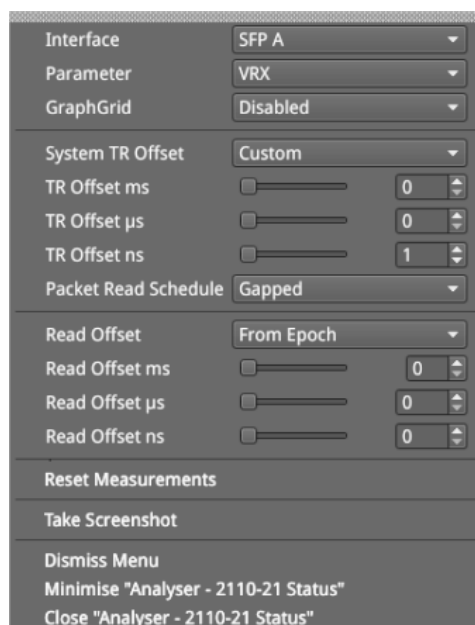 Interface SFP A
Parameter VRX
GraphGrid Disabled
System TR Offset Custom
TR Offset ms 0
TR Offset µs 0
TR Offset ns 1
Packet Read Schedule Gapped
Read Offset From Epoch
Read Offset ms 0
Read Offset µs 0
Read Offset ns 0
Reset Measurements
Take Screenshot
Dismiss Menu
Minimise "Analyser - 2110-21 Status"
Close "Analyser - 2110-21 Status"